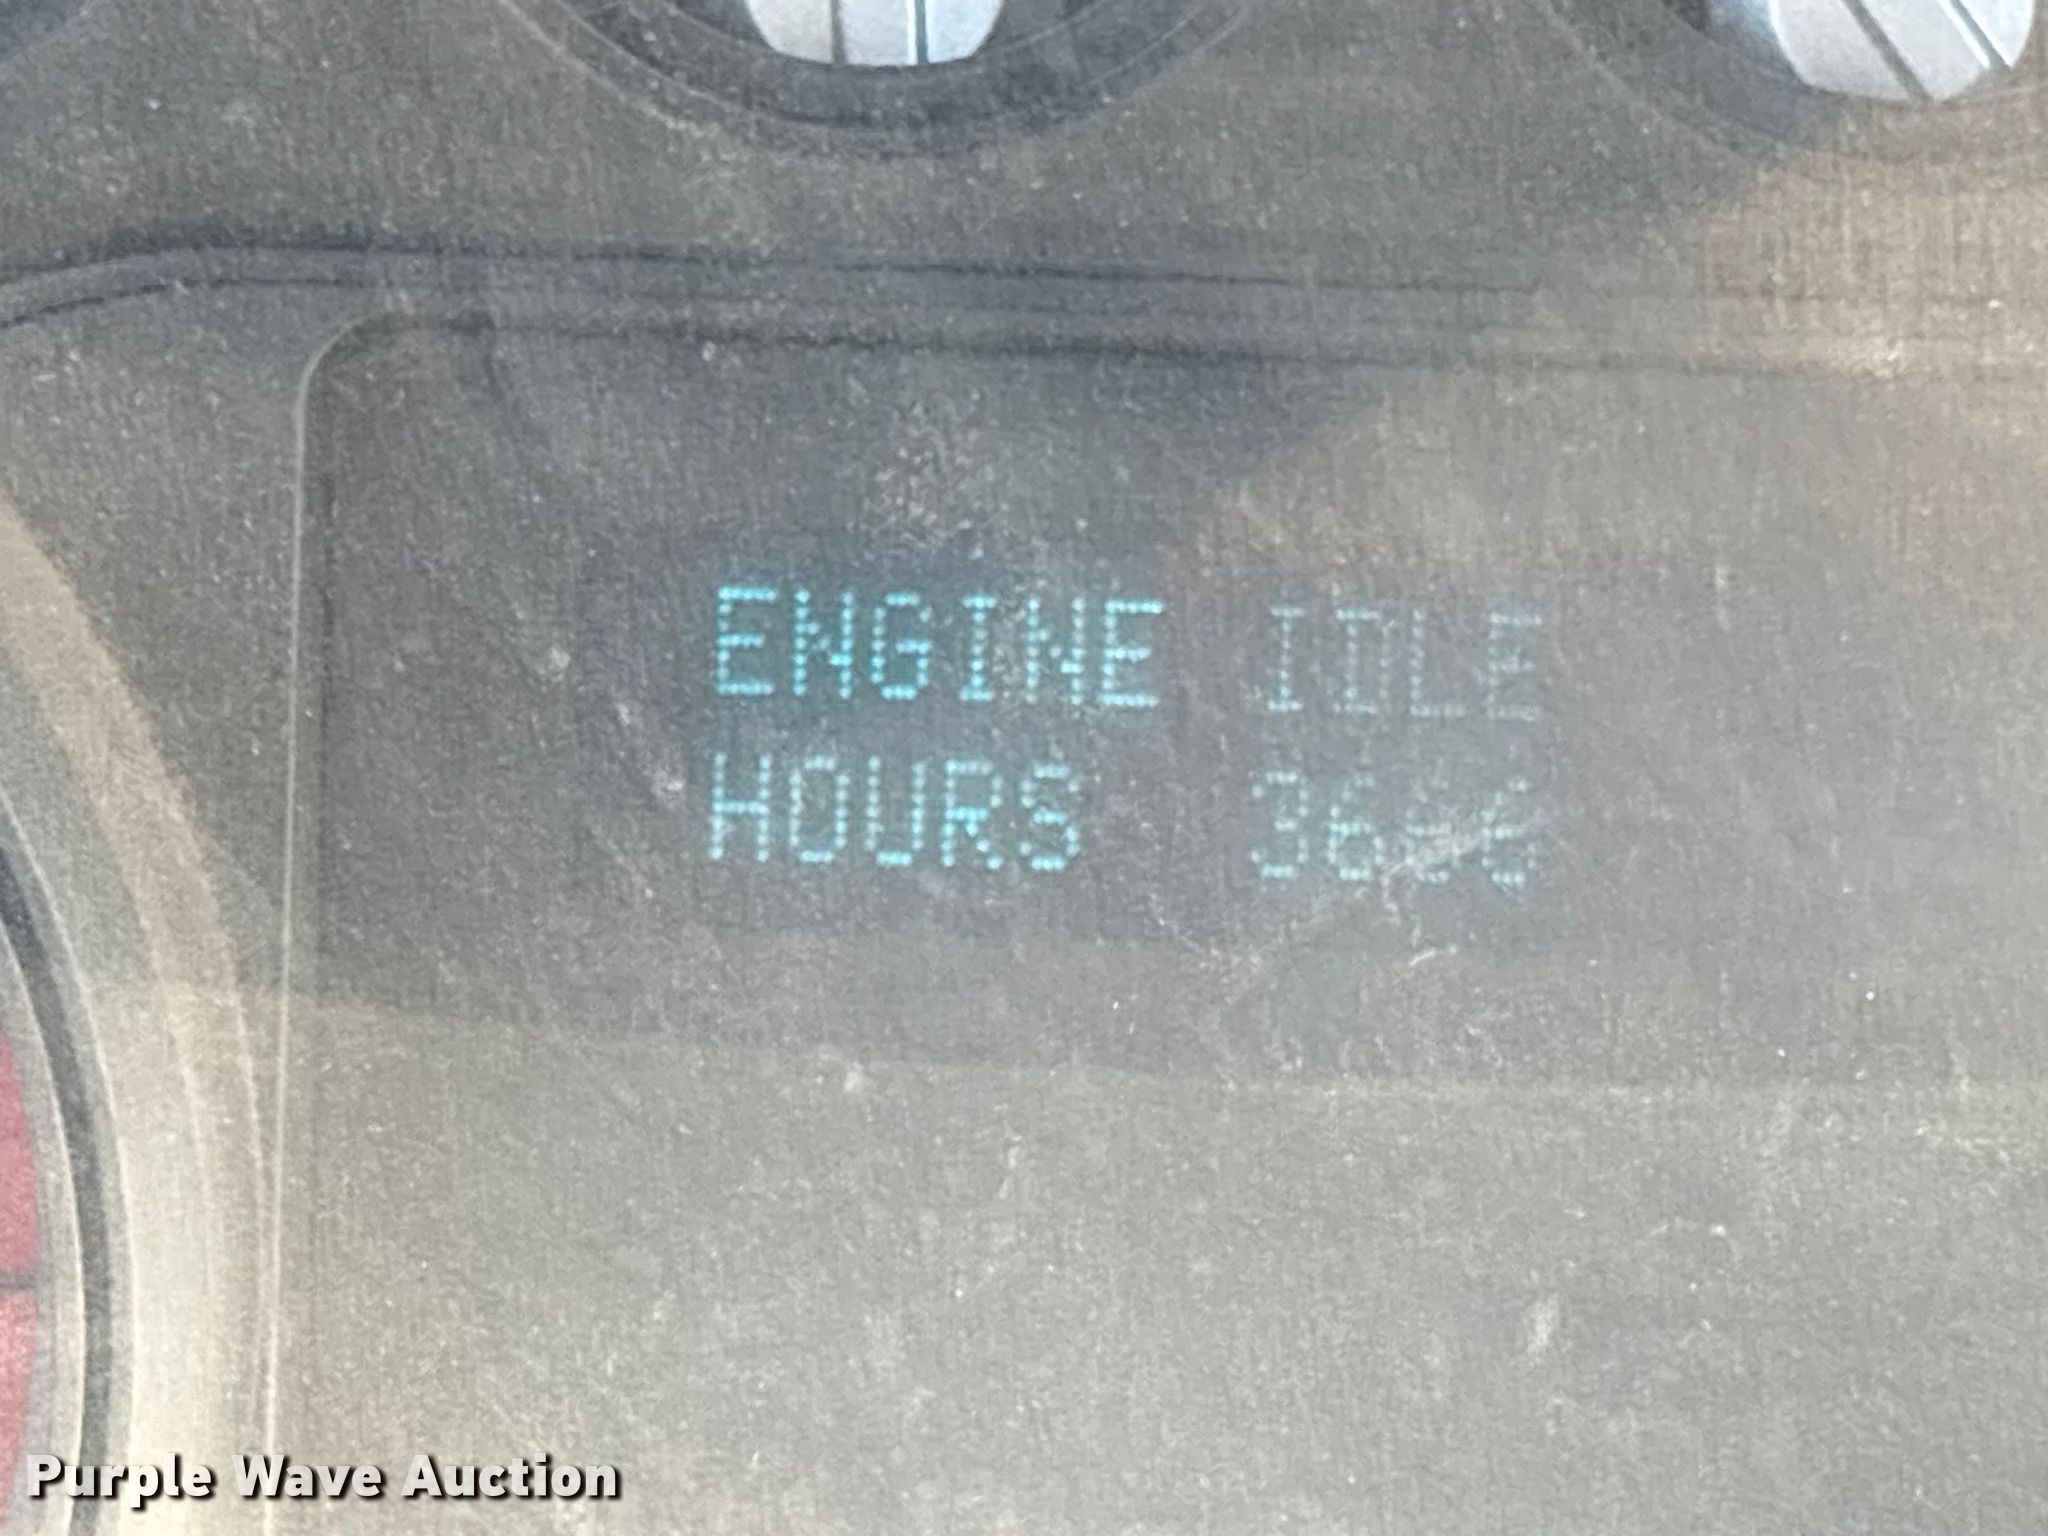 ENGINE IDLE
HOURS
Purple Wave Auction